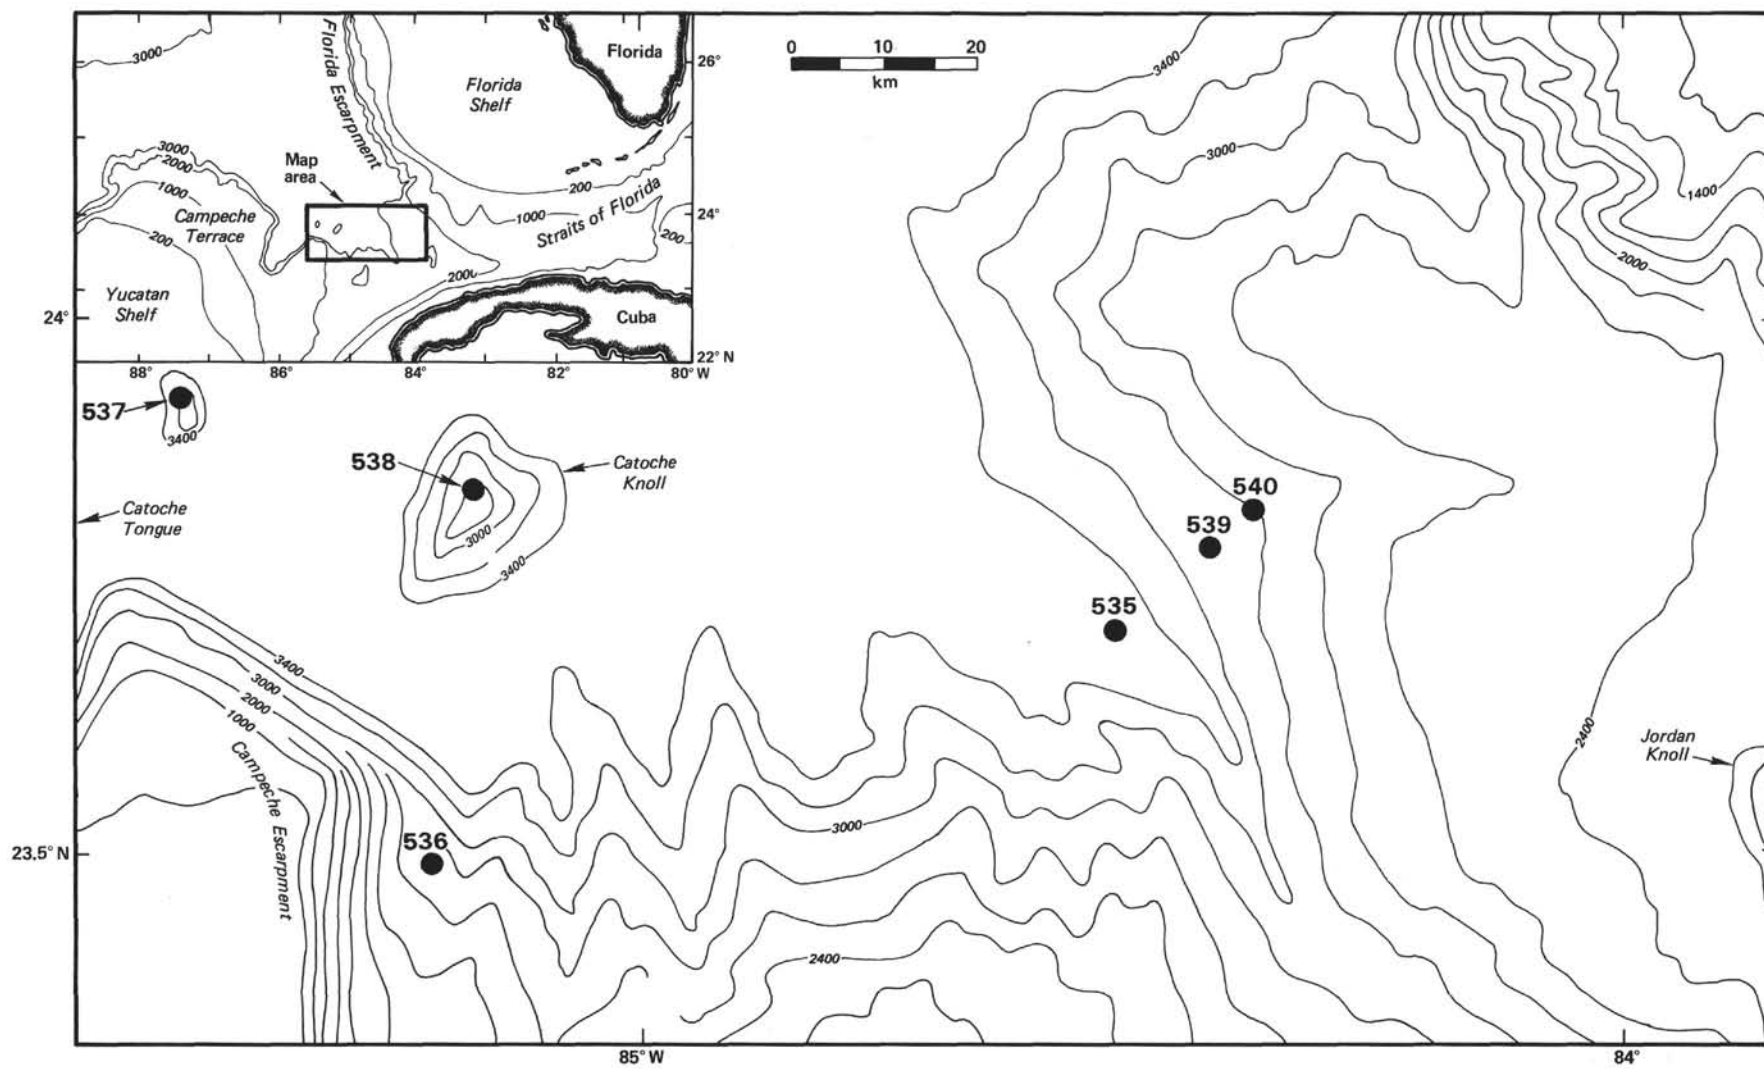 3000
Florida Escarpment
Florida
Shelf
Florida
26°
3000
2000
1000
Map
area
Campeche
Terrace
200
200
1000
Straits of Florida
24°
200
2000
Yucatan
Shelf
Cuba
24°
22° N
88°
86°
84°
82°
80° W
0 10 20
km
3400
3000
1400
2000
537
3400
538
Catoche
Knoll
3000
3400
Catoche
Tongue
540
539
535
3400
3000
2000
1000
Campeche Escarpment
2400
Jordan
Knoll
536
3000
23.5° N
2400
85° W
84°